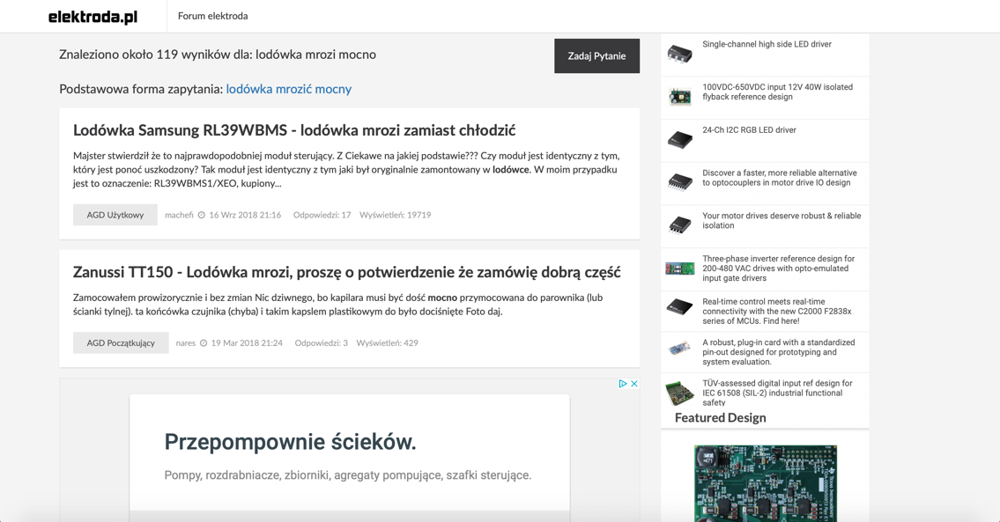 elektroda.pl
Forum elektroda
Znaleziono około 119 wyników dla: lodówka mrozi mocno
Zadaj Pytanie
Podstawowa forma zapytania: lodówka mrozić mocny
Lodówka Samsung RL39WBMS - lodówka mrozi zamiast chłodzić
Majster stwierdził że to najprawdopodobniej moduł sterujący. Z Ciekawe na jakiej podstawie??? Czy moduł jest identyczny z tym,
który jest ponoć uszkodzony? Tak moduł jest identyczny z tym jaki był oryginalnie zamontowany w lodówce. W moim przypadku
jest to oznaczenie: RL39WBMS1/XEO, kupiony...
AGD Użytkowy
machefi 16 Wrz 2018 21:16 Odpowiedzi: 17 Wyświetleń: 19719
Zanussi TT150 - Lodówka mrozi, proszę o potwierdzenie że zamówię dobrą część
Zamocowałem prowizorycznie i bez zmian Nic dziwnego, bo kapilara musi być dość mocno przymocowana do parownika (lub
ścianki tylnej). ta końcówka czujnika (chyba) i takim kapslem plastikowym do było dociśnięte Foto daj.
AGD Początkujący
nares 19 Mar 2018 21:24 Odpowiedzi: 3 Wyświetleń: 429
Przepompownie ścieków.
Pompy, rozdrabniacze, zbiorniki, agregaty pompujące, szafki sterujące.
Single-channel high side LED driver
100VDC-650VDC input 12V 40W isolated
flyback reference design
24-Ch I2C RGB LED driver
Discover a faster, more reliable alternative
to optocouplers in motor drive IO design
Your motor drives deserve robust & reliable
isolation
Three-phase inverter reference design for
200-480 VAC drives with opto-emulated
input gate drivers
Real-time control meets real-time
connectivity with the new C2000 F2838x
series of MCUs. Find here!
A robust, plug-in card with a standardized
pin-out designed for prototyping and
system evaluation.
TÜV-assessed digital input ref design for
IEC 61508 (SIL-2) industrial functional
safety
Featured Design